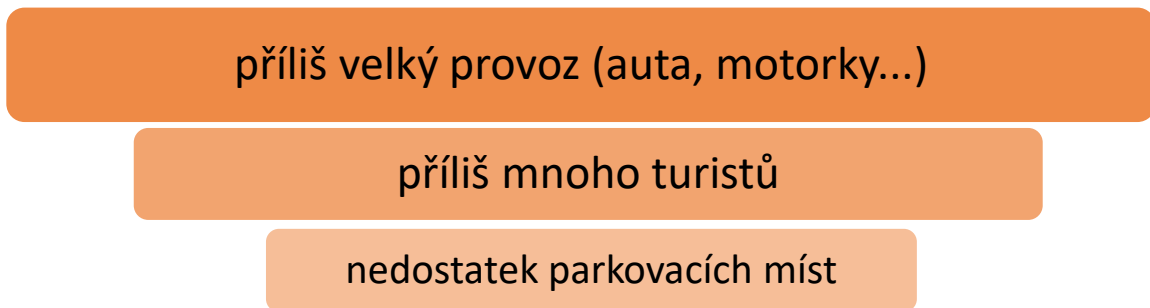 příliš velký provoz (auta, motorky...)
příliš mnoho turistů
nedostatek parkovacích míst